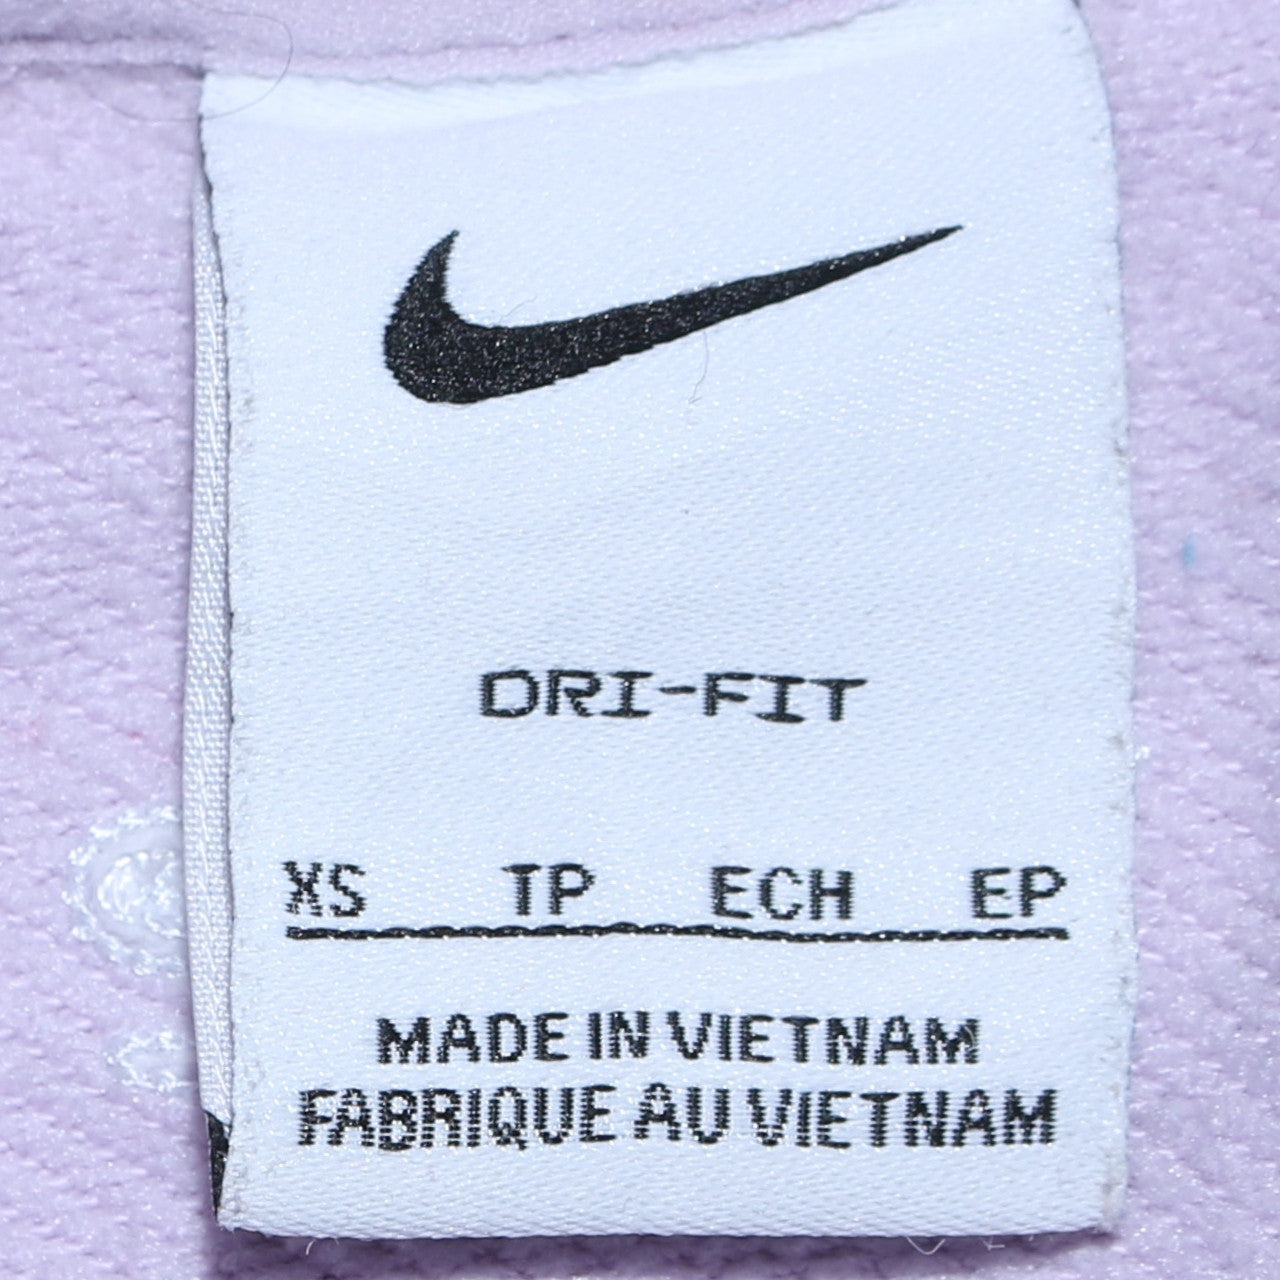 DRI-FIT
XS TP ECH EP
MADE IN VIETNAM
FABRIQUE AU VIETNAM